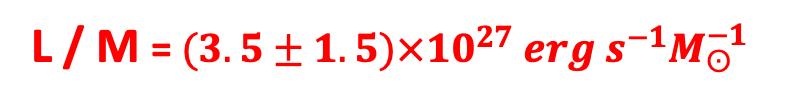 L / M = (3.5 ± 1.5)×10²⁷ erg s⁻¹M⊙⁻¹